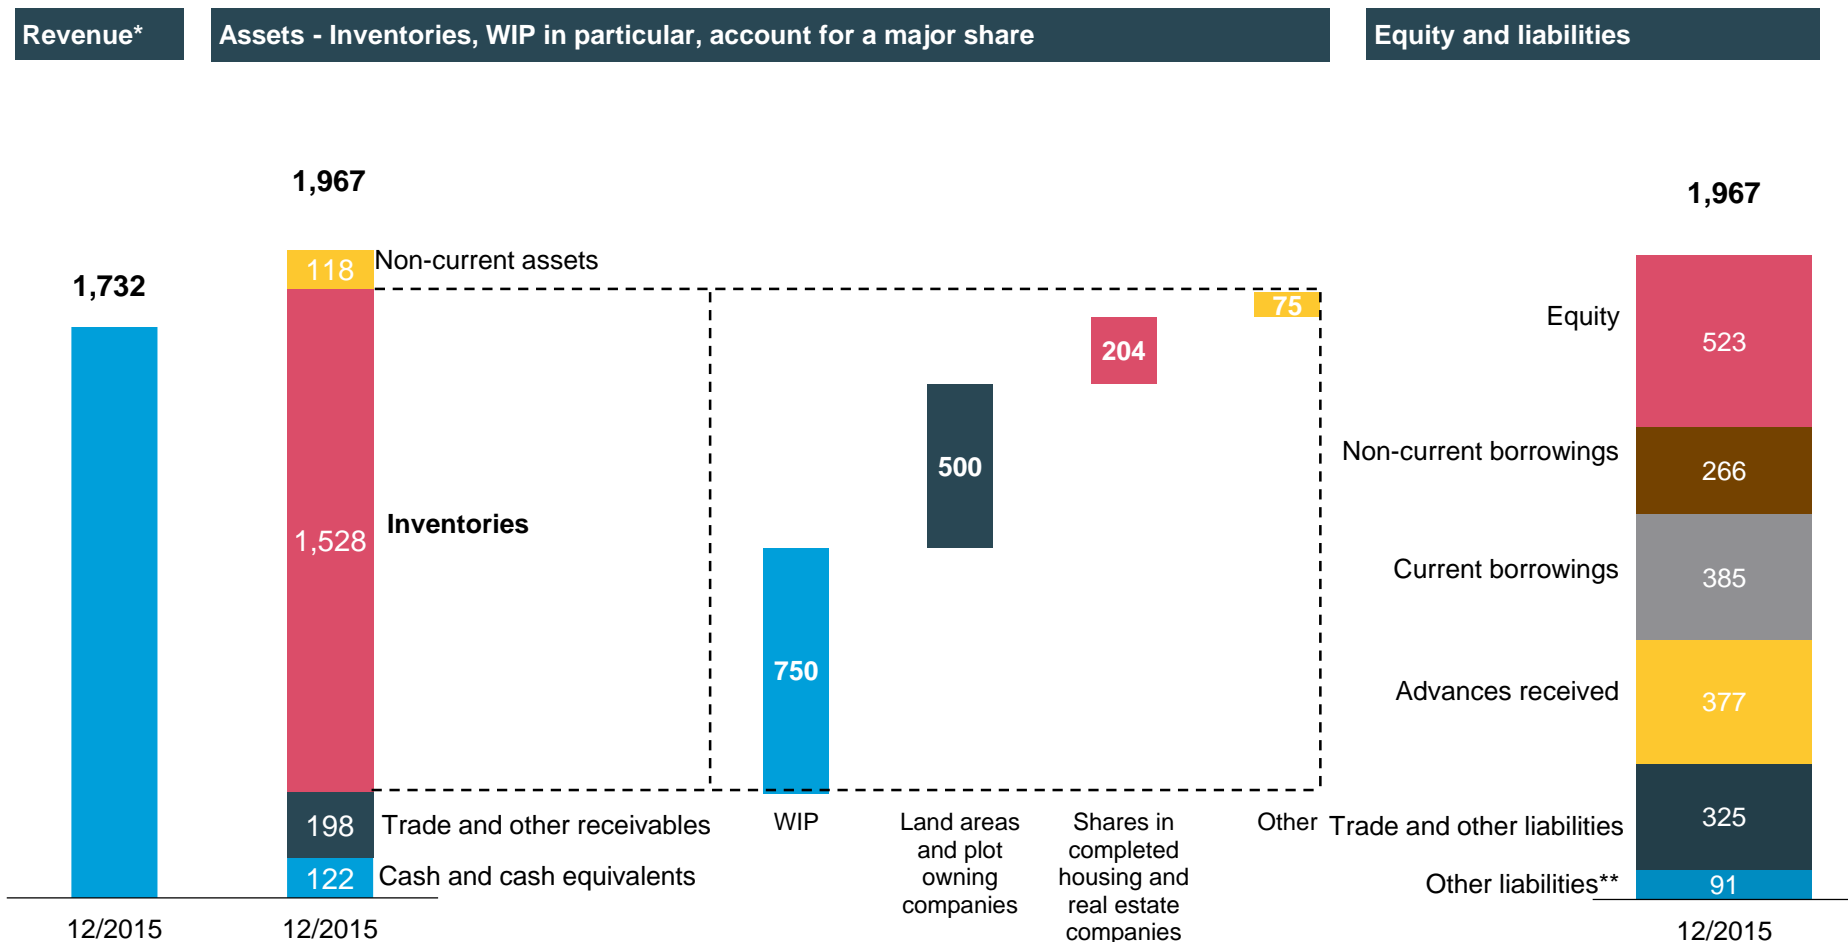 Revenue*
Assets - Inventories, WIP in particular, account for a major share
Equity and liabilities
1,732
12/2015
1,967
118
Non-current assets
1,528
Inventories
198
Trade and other receivables
122
Cash and cash equivalents
12/2015
750
WIP
500
Land areas
and plot
owning
companies
204
Shares in
completed
housing and
real estate
companies
75
Other
1,967
Equity
523
Non-current borrowings
266
Current borrowings
385
Advances received
377
Trade and other liabilities
325
Other liabilities**
91
12/2015